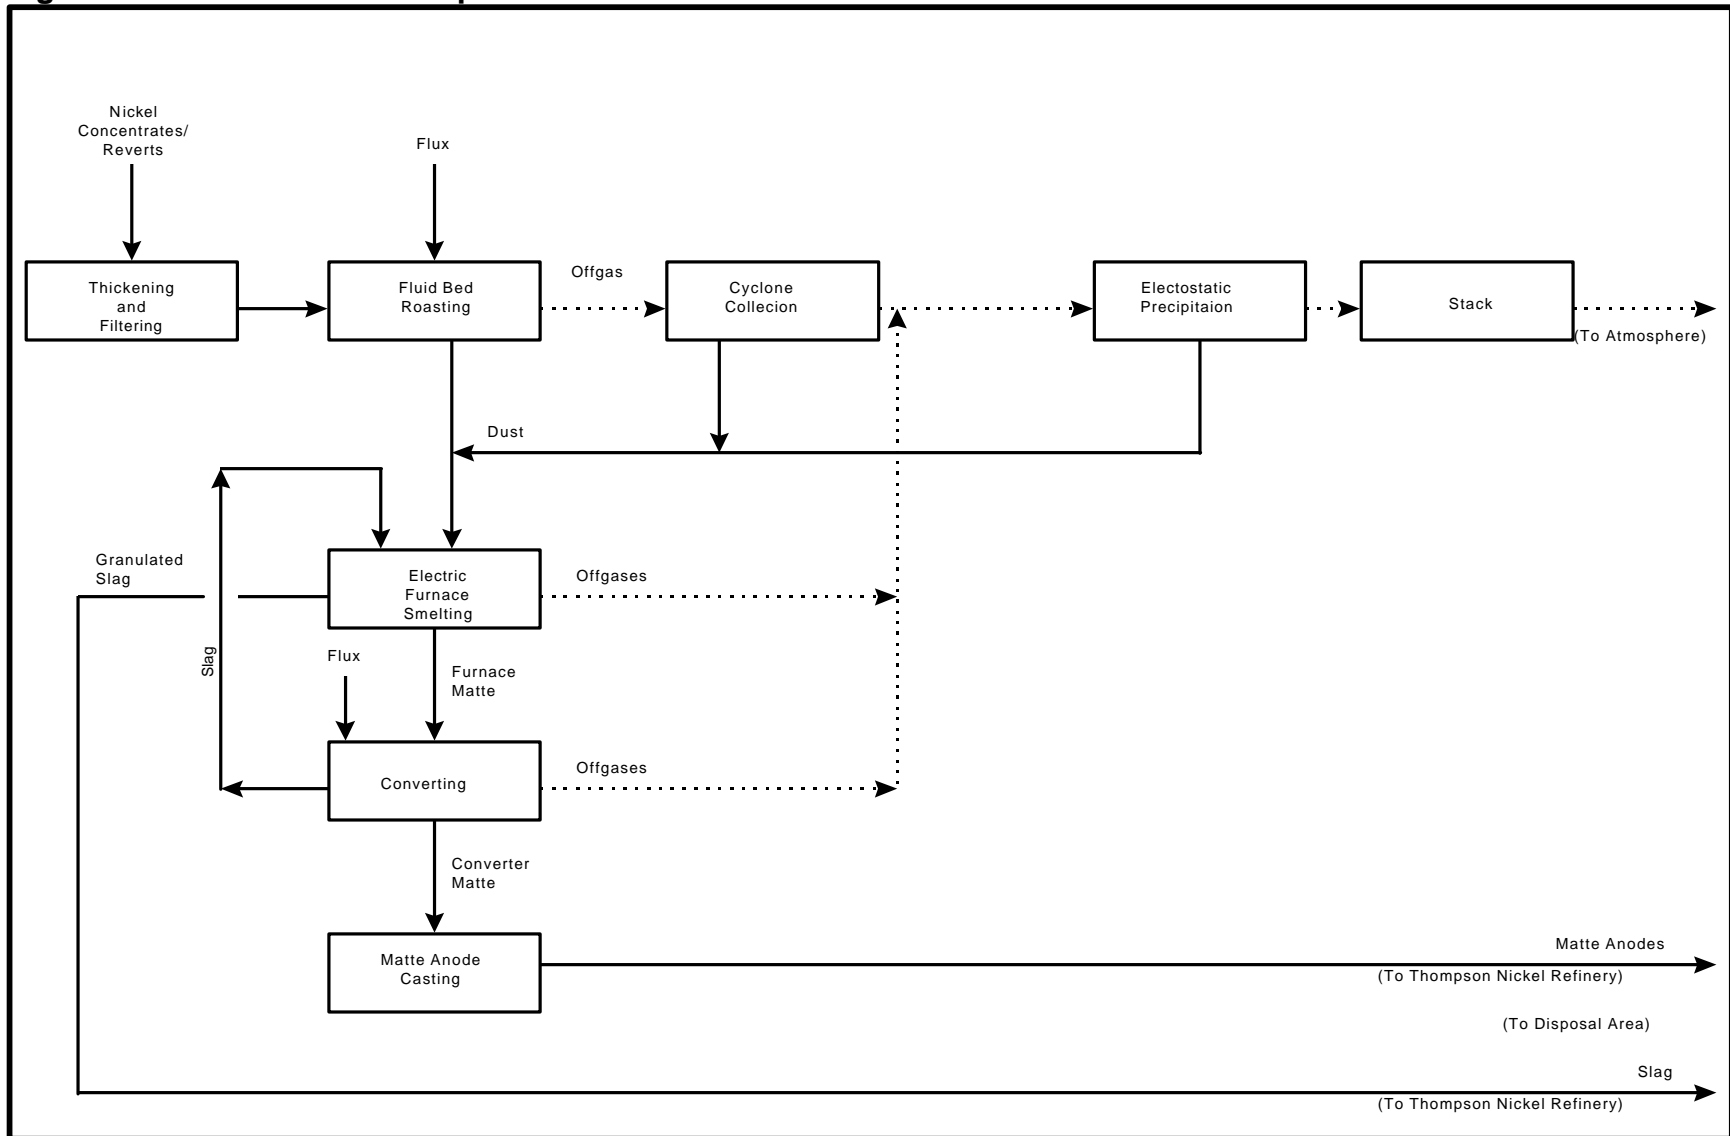 Nickel
Concentrates/
Reverts
Flux
Thickening
and
Filtering
Fluid Bed
Roasting
Offgas
Cyclone
Collecion
Electostatic
Precipitaion
Stack
(To Atmosphere)
Dust
Granulated
Slag
Electric
Furnace
Smelting
Offgases
Slag
Flux
Furnace
Matte
Converting
Offgases
Converter
Matte
Matte Anode
Casting
Matte Anodes
(To Thompson Nickel Refinery)
(To Disposal Area)
Slag
(To Thompson Nickel Refinery)